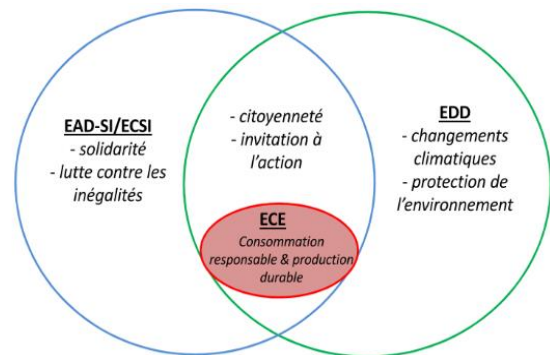 EAD-SI/ECSI
- solidarité
- lutte contre les
inégalités
- citoyenneté
- invitation à
l'action
EDD
- changements
climatiques
- protection de
l'environnement
ECE
Consommation
responsable & production
durable